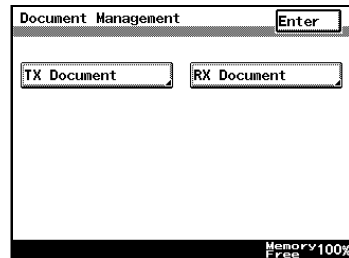 Document Management
Enter
TX Document
RX Document
Memory
Free 100%